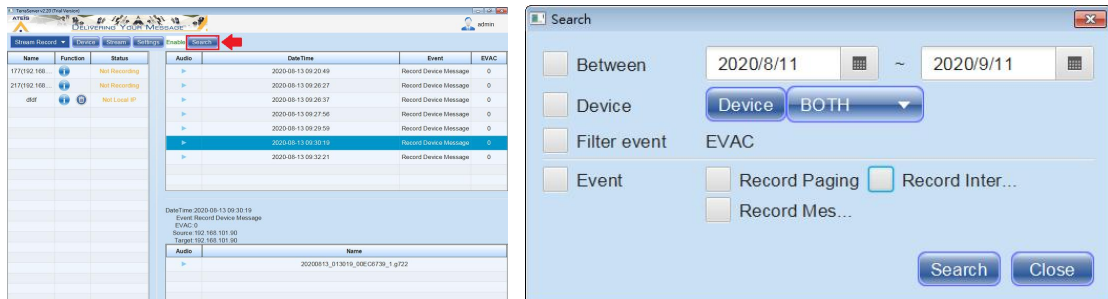 TerraServer v2.20 (Trial Version)
ATEÏS
DELIVERING YOUR MESSAGE
admin
Stream Record Device Stream Settings Enable Search
Name Function Status
177(192.168....
Not Recording
217(192.168....
Not Recording
dfdf Not Local IP
Audio DateTime Event EVAC
2020-08-13 09:20:49 Record Device Message 0
2020-08-13 09:26:27 Record Device Message 0
2020-08-13 09:26:37 Record Device Message 0
2020-08-13 09:27:56 Record Device Message 0
2020-08-13 09:29:59 Record Device Message 0
2020-08-13 09:30:19 Record Device Message 0
2020-08-13 09:32:21 Record Device Message 0
DateTime:2020-08-13 09:30:19
Event:Record Device Message
EVAC:0
Source:192.168.101.90
Target:192.168.101.90
Audio Name
20200813_013019_00EC6739_1.g722
Search
Between 2020/8/11 ~ 2020/9/11
Device Device BOTH
Filter event EVAC
Event Record Paging Record Inter...
Record Mes...
Search Close